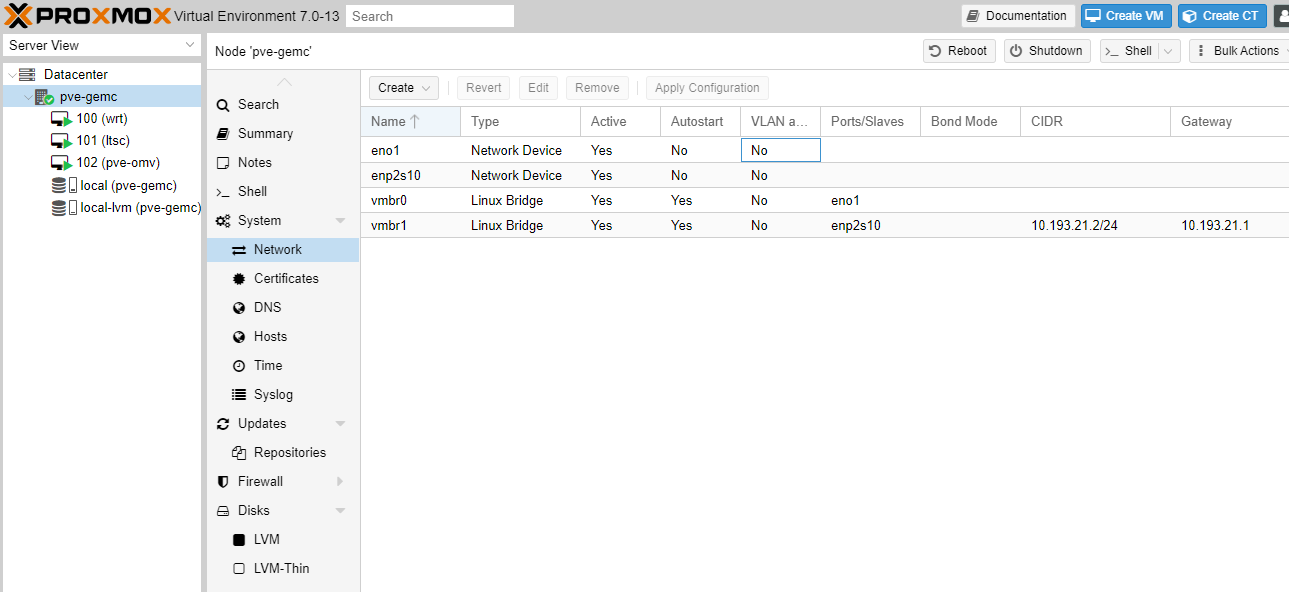 PROXMOX Virtual Environment 7.0-13 Search Documentation Create VM Create CT
Server View
Datacenter
pve-gemc
100 (wrt)
101 (ltsc)
102 (pve-omv)
local (pve-gemc)
local-lvm (pve-gemc)
Node 'pve-gemc' Reboot Shutdown >_ Shell Bulk Actions
Search
Summary
Notes
>_ Shell
System
Network
Certificates
DNS
Hosts
Time
Syslog
Updates
Repositories
Firewall
Disks
LVM
LVM-Thin
Create Revert Edit Remove Apply Configuration
Name Type Active Autostart VLAN a... Ports/Slaves Bond Mode CIDR Gateway
eno1 Network Device Yes No No
enp2s10 Network Device Yes No No
vmbr0 Linux Bridge Yes Yes No eno1
vmbr1 Linux Bridge Yes Yes No enp2s10 10.193.21.2/24 10.193.21.1